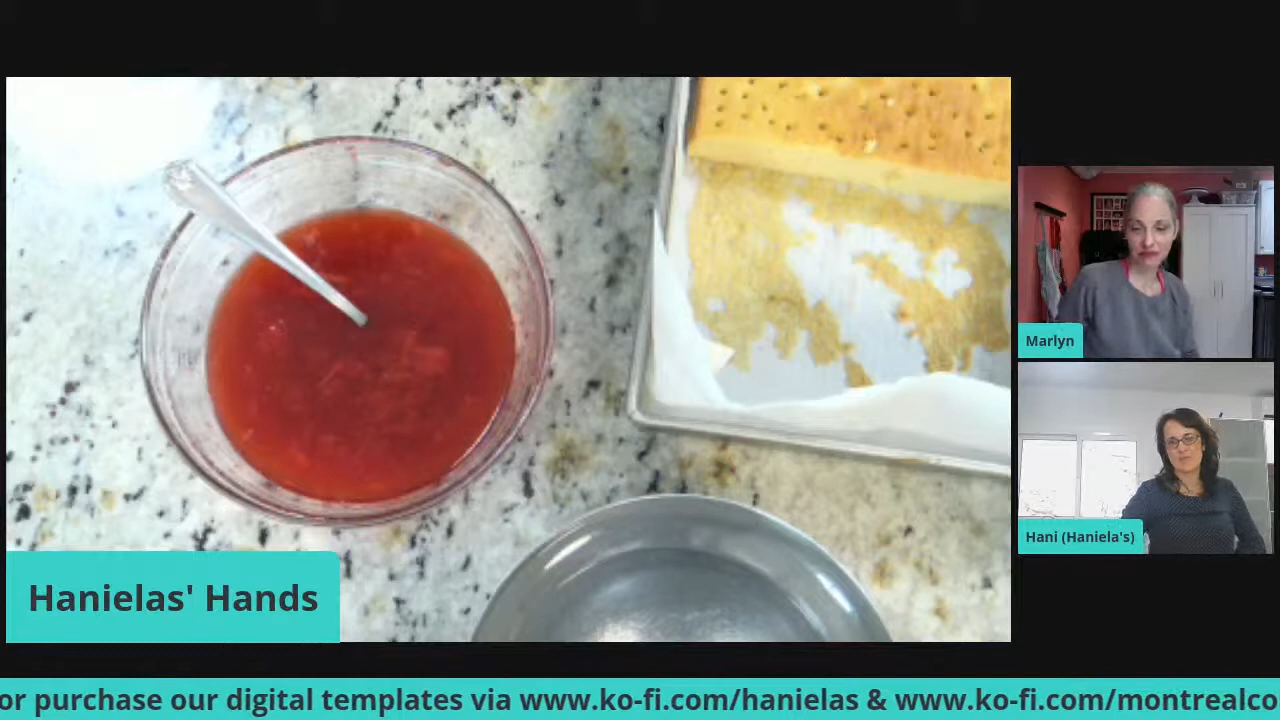 Marlyn
Hani (Haniela's)
Hanielas' Hands
or purchase our digital templates via www.ko-fi.com/hanielas & www.ko-fi.com/montrealco